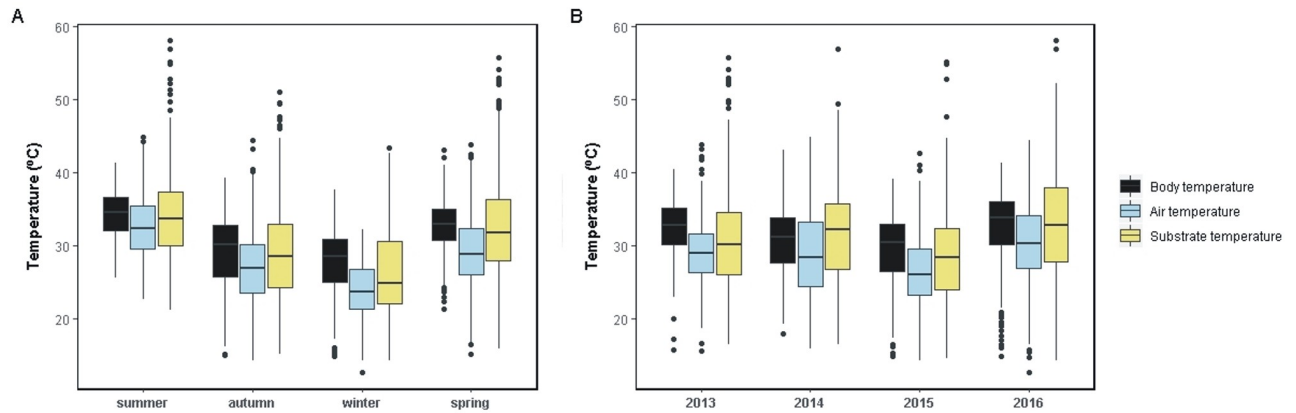 A
B
Temperature (ºC)
60
50
40
30
20
summer autumn winter spring
Temperature (ºC)
60
50
40
30
20
2013 2014 2015 2016
Body temperature
Air temperature
Substrate temperature